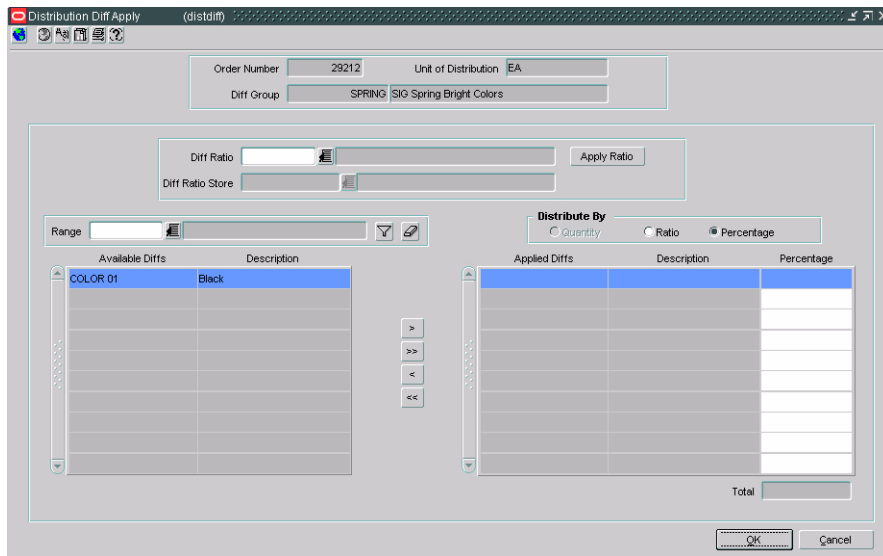 Distribution Diff Apply (distdiff)
Order Number 29212 Unit of Distribution EA
Diff Group SPRING SIG Spring Bright Colors
Diff Ratio Apply Ratio
Diff Ratio Store
Distribute By
Range Quantity Ratio Percentage
Available Diffs Description Applied Diffs Description Percentage
COLOR 01 Black
>
>>
<
<<
Total
OK Cancel